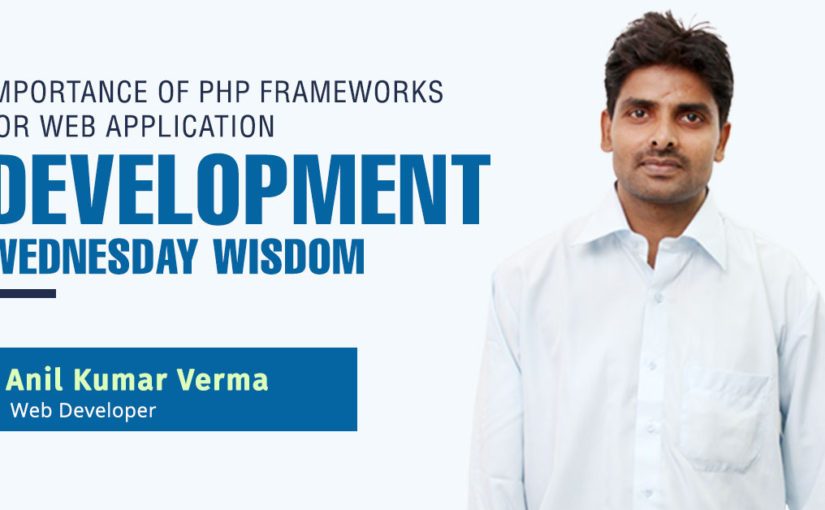 MPORTANCE OF PHP FRAMEWORKS
OR WEB APPLICATION
DEVELOPMENT
WEDNESDAY WISDOM
Anil Kumar Verma
Web Developer